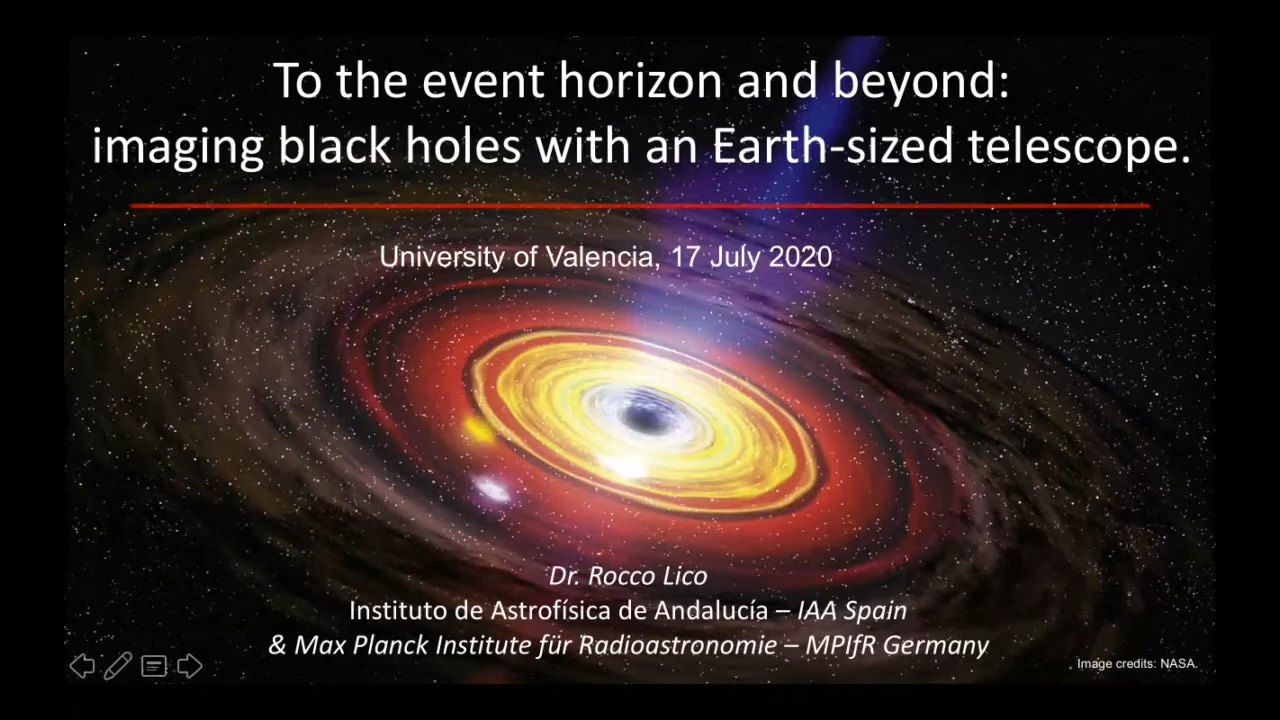 To the event horizon and beyond:
imaging black holes with an Earth-sized telescope.
University of Valencia, 17 July 2020
Dr. Rocco Lico
Instituto de Astrofísica de Andalucía – IAA Spain
& Max Planck Institute für Radioastronomie – MPIfR Germany
Image credits: NASA.